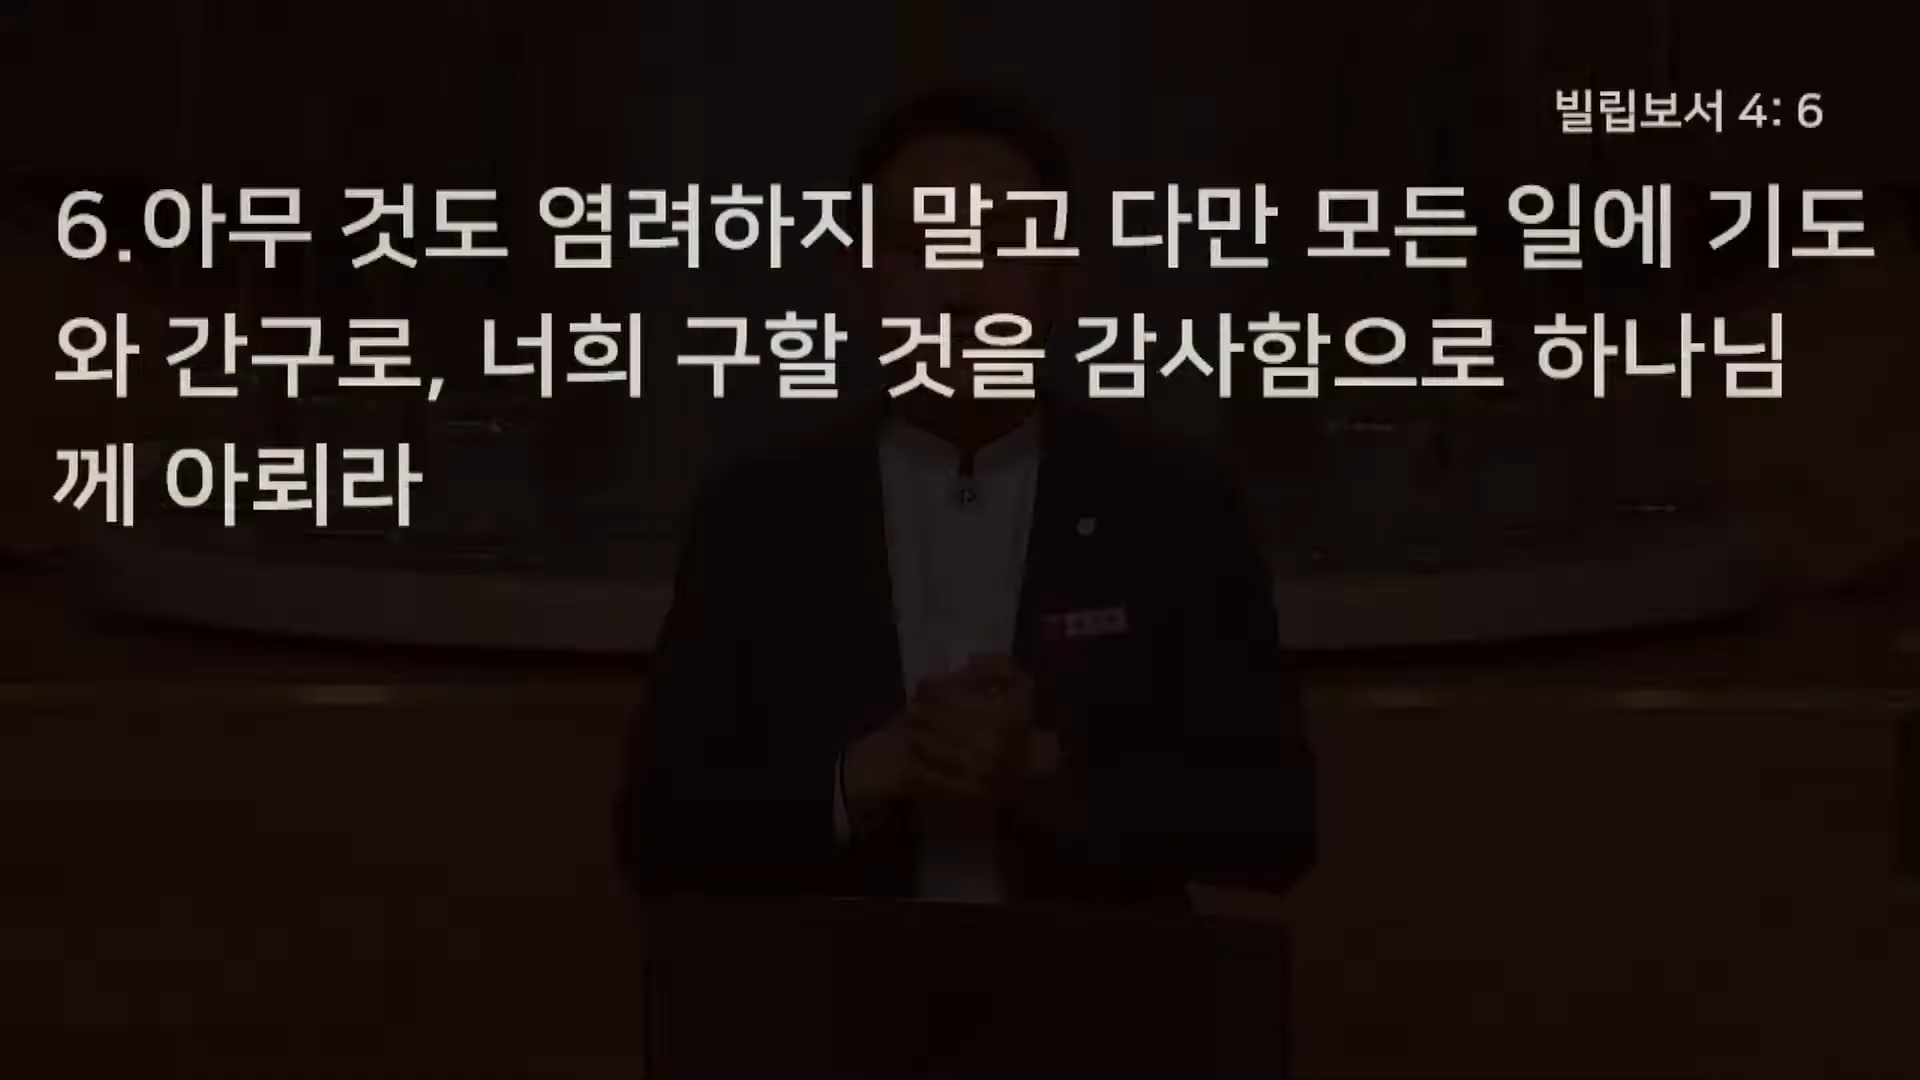 빌립보서 4: 6
6.아무 것도 염려하지 말고 다만 모든 일에 기도
와 간구로, 너희 구할 것을 감사함으로 하나님
께 아뢰라